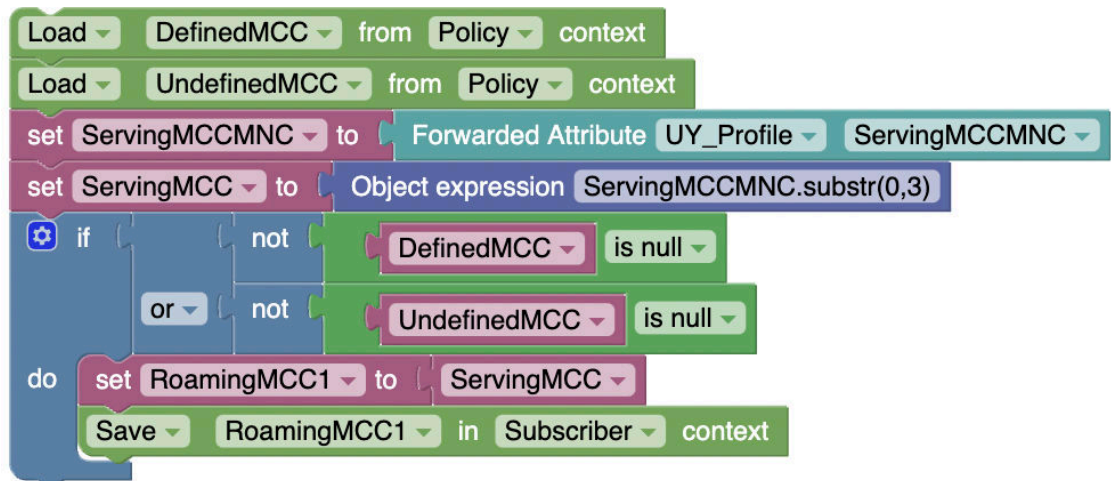 Load DefinedMCC from Policy context
Load UndefinedMCC from Policy context
set ServingMCCMNC to Forwarded Attribute UY_Profile ServingMCCMNC
set ServingMCC to Object expression ServingMCCMNC.substr(0,3)
if not DefinedMCC is null
or not UndefinedMCC is null
do set RoamingMCC1 to ServingMCC
Save RoamingMCC1 in Subscriber context